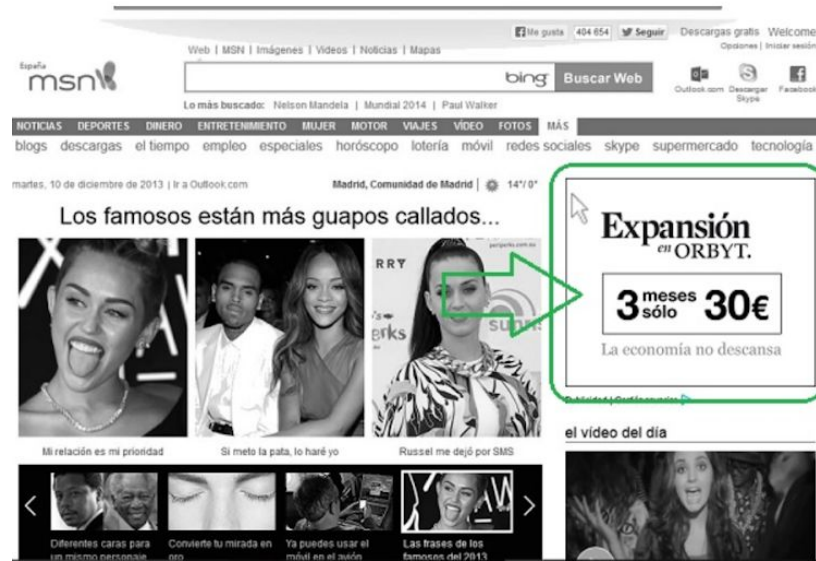 Me gusta 404 654 Seguir Descargas gratis Welcome
Opciones | Iniciar sesión
Web | MSN | Imágenes | Videos | Noticias | Mapas
España
msn
bing Buscar Web
Outlook.com Descargar Skype Facebook
Lo más buscado: Nelson Mandela | Mundial 2014 | Paul Walker
NOTICIAS DEPORTES DINERO ENTRETENIMIENTO MUJER MOTOR VIAJES VÍDEO FOTOS MÁS
blogs descargas el tiempo empleo especiales horóscopo lotería móvil redes sociales skype supermercado tecnología
martes, 10 de diciembre de 2013 | Ir a Outlook.com Madrid, Comunidad de Madrid | 14°/0°
Los famosos están más guapos callados...
Expansión
en ORBYT.
3 meses sólo 30€
La economía no descansa
el vídeo del día
Mi relación es mi prioridad Si meto la pata, lo haré yo Russel me dejó por SMS
Diferentes caras para Convierte tu mirada en Ya puedes usar el Las frases de los
un mismo personaje pro móvil en el avión famosos del 2013